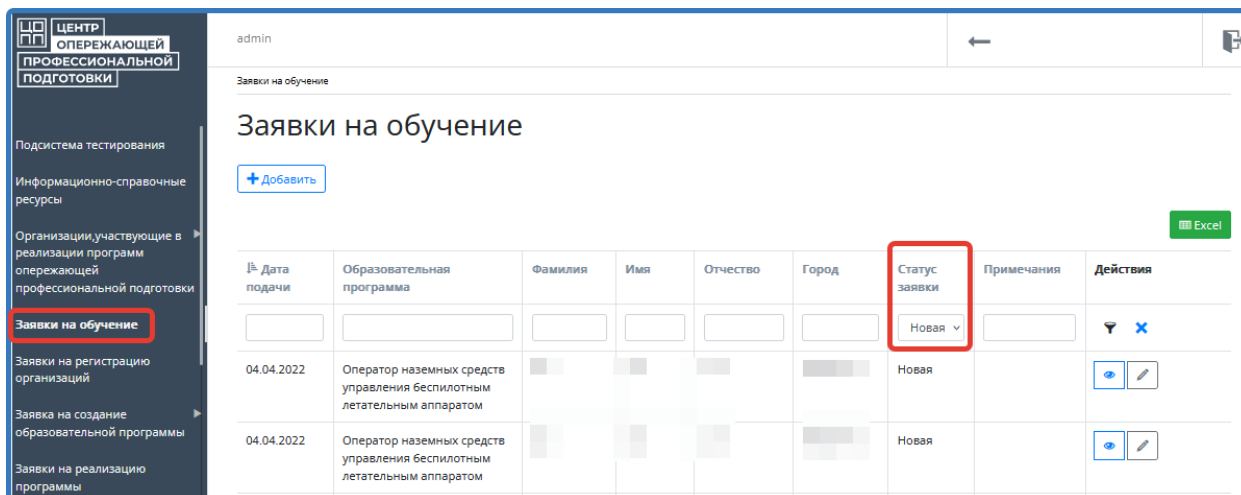 ЦО ПП
ЦЕНТР
ОПЕРЕЖАЮЩЕЙ
ПРОФЕССИОНАЛЬНОЙ
ПОДГОТОВКИ
admin
Заявки на обучение
Заявки на обучение
Добавить
Excel
Подсистема тестирования
Информационно-справочные
ресурсы
Организации,участвующие в
реализации программ
опережающей
профессиональной подготовки
Заявки на обучение
Заявки на регистрацию
организаций
Заявка на создание
образовательной программы
Заявки на реализацию
программы
Дата
подачи
Образовательная
программа
Фамилия
Имя
Отчество
Город
Статус
заявки
Примечания
Действия
Новая
04.04.2022
Оператор наземных средств
управления беспилотным
летательным аппаратом
Новая
04.04.2022
Оператор наземных средств
управления беспилотным
летательным аппаратом
Новая